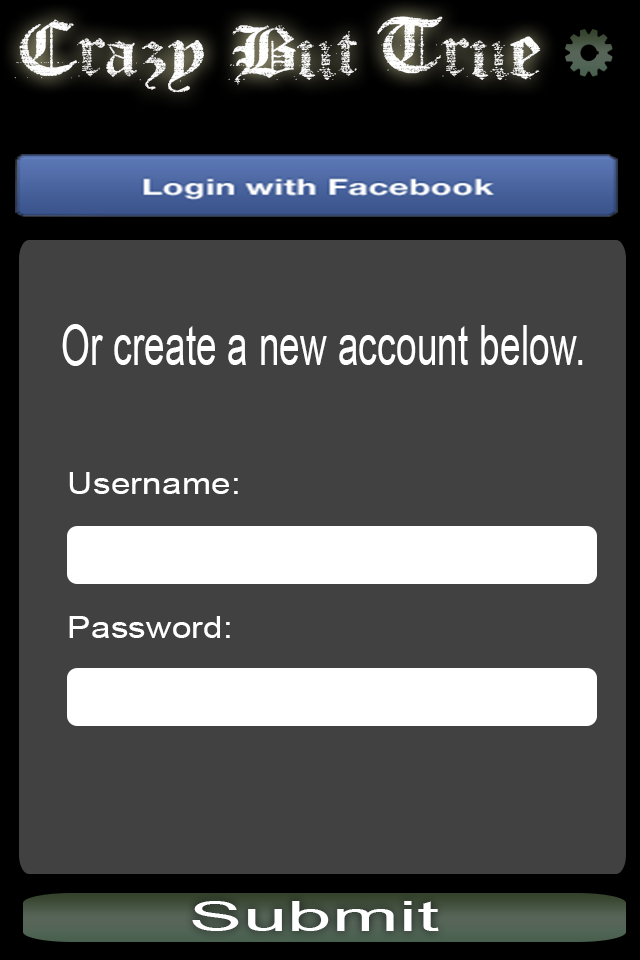 Crazy But True
Login with Facebook
Or create a new account below.
Username:
Password:
Submit